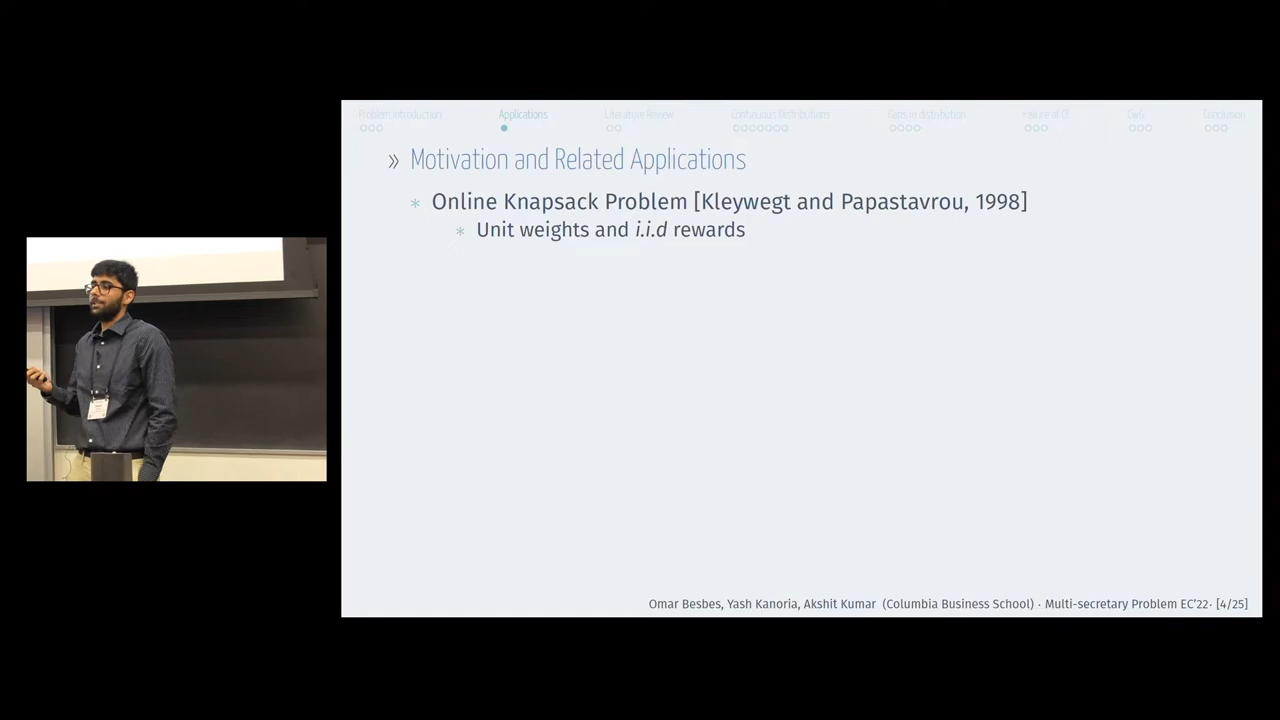 Problem Introduction Applications Literature Review Continuous Distributions Gaps in distribution Failure of CE CwG Conclusion
» Motivation and Related Applications
* Online Knapsack Problem [Kleywegt and Papastavrou, 1998]
* Unit weights and i.i.d rewards
Omar Besbes, Yash Kanoria, Akshit Kumar (Columbia Business School) · Multi-secretary Problem EC'22· [4/25]